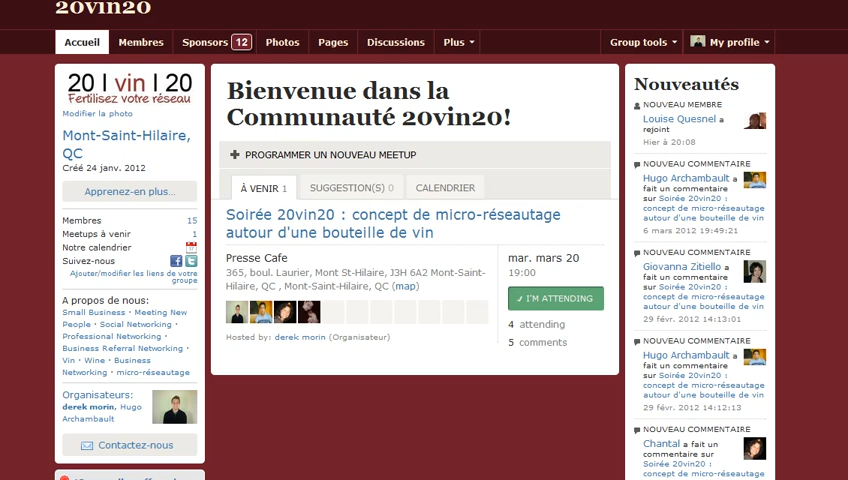 20vin20
Accueil Membres Sponsors 12 Photos Pages Discussions Plus Group tools My profile
20 | vin | 20
Fertilisez votre réseau
Modifier la photo
Mont-Saint-Hilaire,
QC
Créé 24 janv. 2012
Apprenez-en plus...
Membres 15
Meetups à venir 1
Notre calendrier
Suivez-nous
Ajouter/modifier les liens de votre
groupe
A propos de nous:
Small Business · Meeting New
People · Social Networking ·
Professional Networking ·
Business Referral Networking ·
Vin · Wine · Business
Networking · micro-réseautage
Organisateurs:
derek morin, Hugo
Archambault
Contactez-nous
Bienvenue dans la
Communauté 20vin20!
PROGRAMMER UN NOUVEAU MEETUP
À VENIR 1 SUGGESTION(S) 0 CALENDRIER
Soirée 20vin20 : concept de micro-réseautage
autour d'une bouteille de vin
Presse Cafe
365, boul. Laurier, Mont St-Hilaire, J3H 6A2 Mont-Saint-
Hilaire, QC , Mont-Saint-Hilaire, QC (map)
Hosted by: derek morin (Organisateur)
mar. mars 20
19:00
I'M ATTENDING
4 attending
5 comments
Nouveautés
NOUVEAU MEMBRE
Louise Quesnel a
rejoint
Hier à 20:08
NOUVEAU COMMENTAIRE
Hugo Archambault a
fait un commentaire
sur Soirée 20vin20 :
concept de micro-réseautage
autour d'une bouteille de vin
6 mars 2012 19:49:21
NOUVEAU COMMENTAIRE
Giovanna Zitiello a
fait un commentaire
sur Soirée 20vin20 :
concept de micro-réseautage
autour d'une bouteille de vin
29 févr. 2012 14:13:01
NOUVEAU COMMENTAIRE
Hugo Archambault a
fait un commentaire
sur Soirée 20vin20 :
concept de micro-réseautage
autour d'une bouteille de vin
29 févr. 2012 14:12:13
NOUVEAU COMMENTAIRE
Chantal a fait un
commentaire sur
Soirée 20vin20 :
concept de micro-réseautage